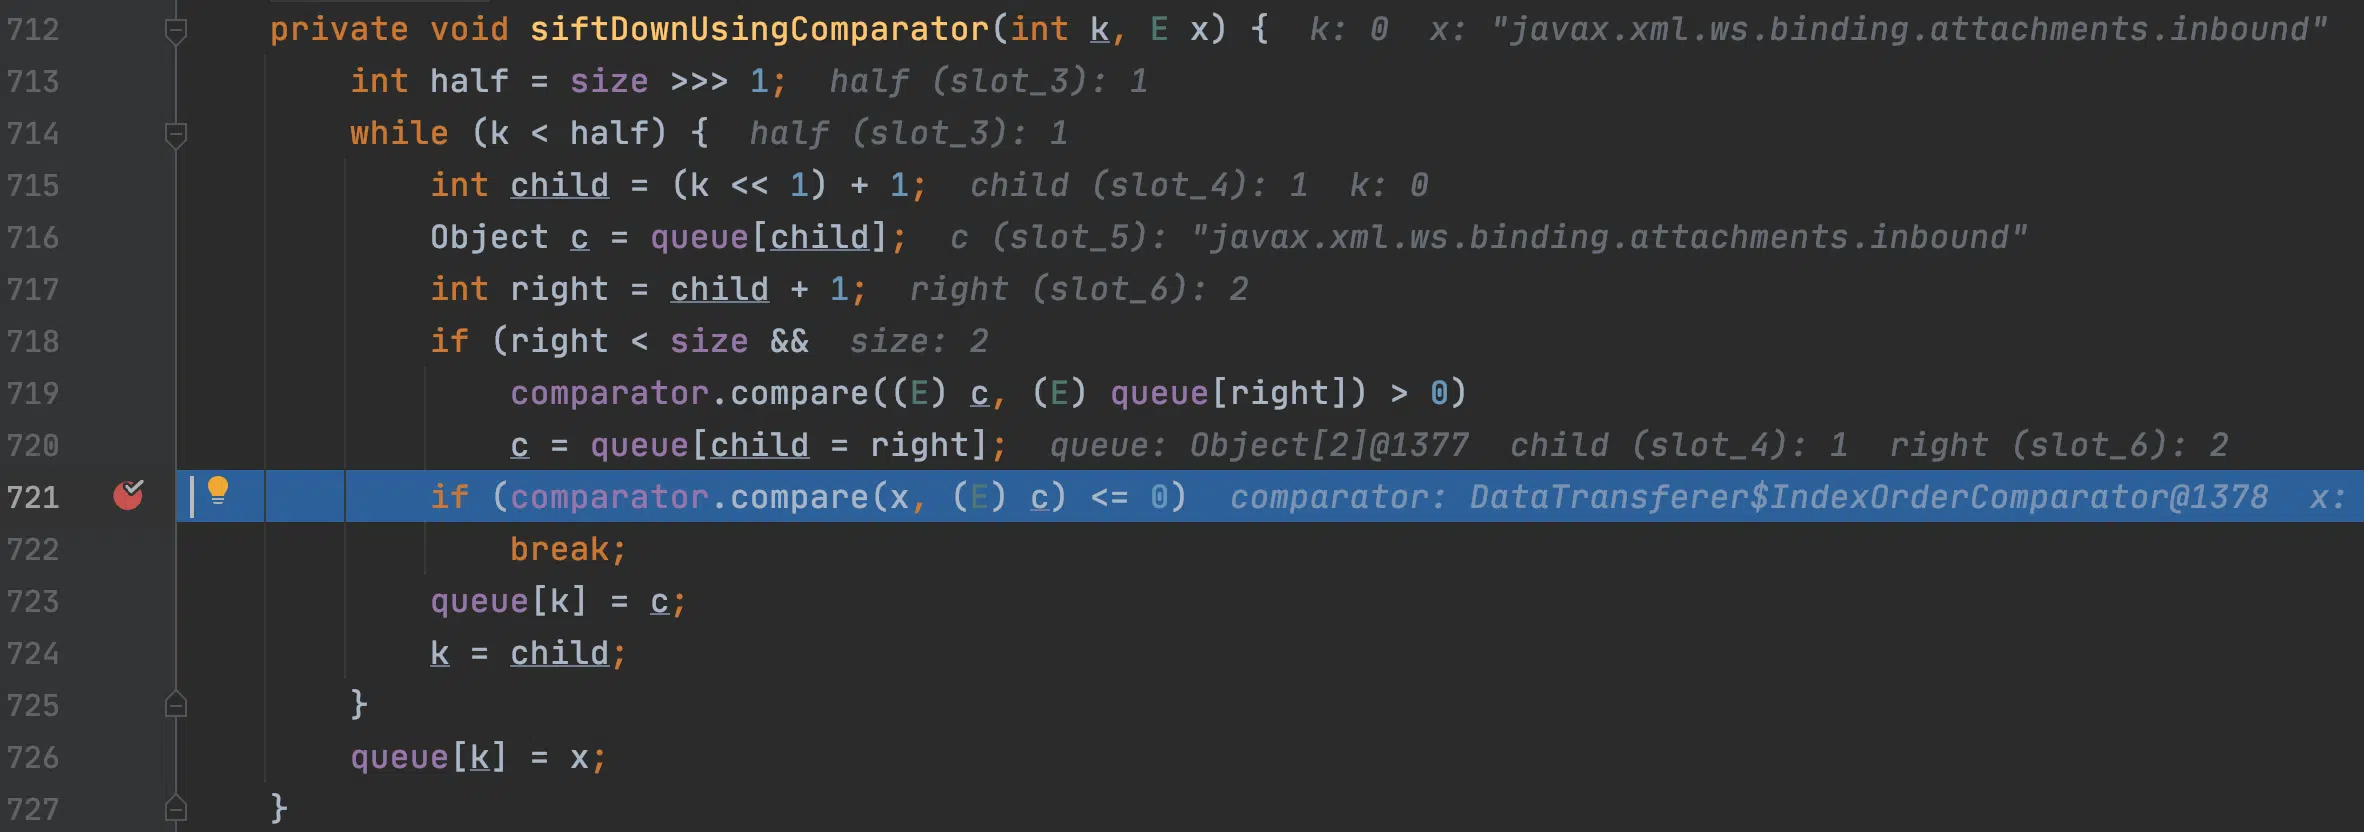 712 private void siftDownUsingComparator(int k, E x) { k: 0 x: "javax.xml.ws.binding.attachments.inbound"
713 int half = size >>> 1; half (slot_3): 1
714 while (k < half) { half (slot_3): 1
715 int child = (k << 1) + 1; child (slot_4): 1 k: 0
716 Object c = queue[child]; c (slot_5): "javax.xml.ws.binding.attachments.inbound"
717 int right = child + 1; right (slot_6): 2
718 if (right < size && size: 2
719 comparator.compare((E) c, (E) queue[right]) > 0)
720 c = queue[child = right]; queue: Object[2]@1377 child (slot_4): 1 right (slot_6): 2
721 if (comparator.compare(x, (E) c) <= 0) comparator: DataTransferer$IndexOrderComparator@1378 x:
722 break;
723 queue[k] = c;
724 k = child;
725 }
726 queue[k] = x;
727 }